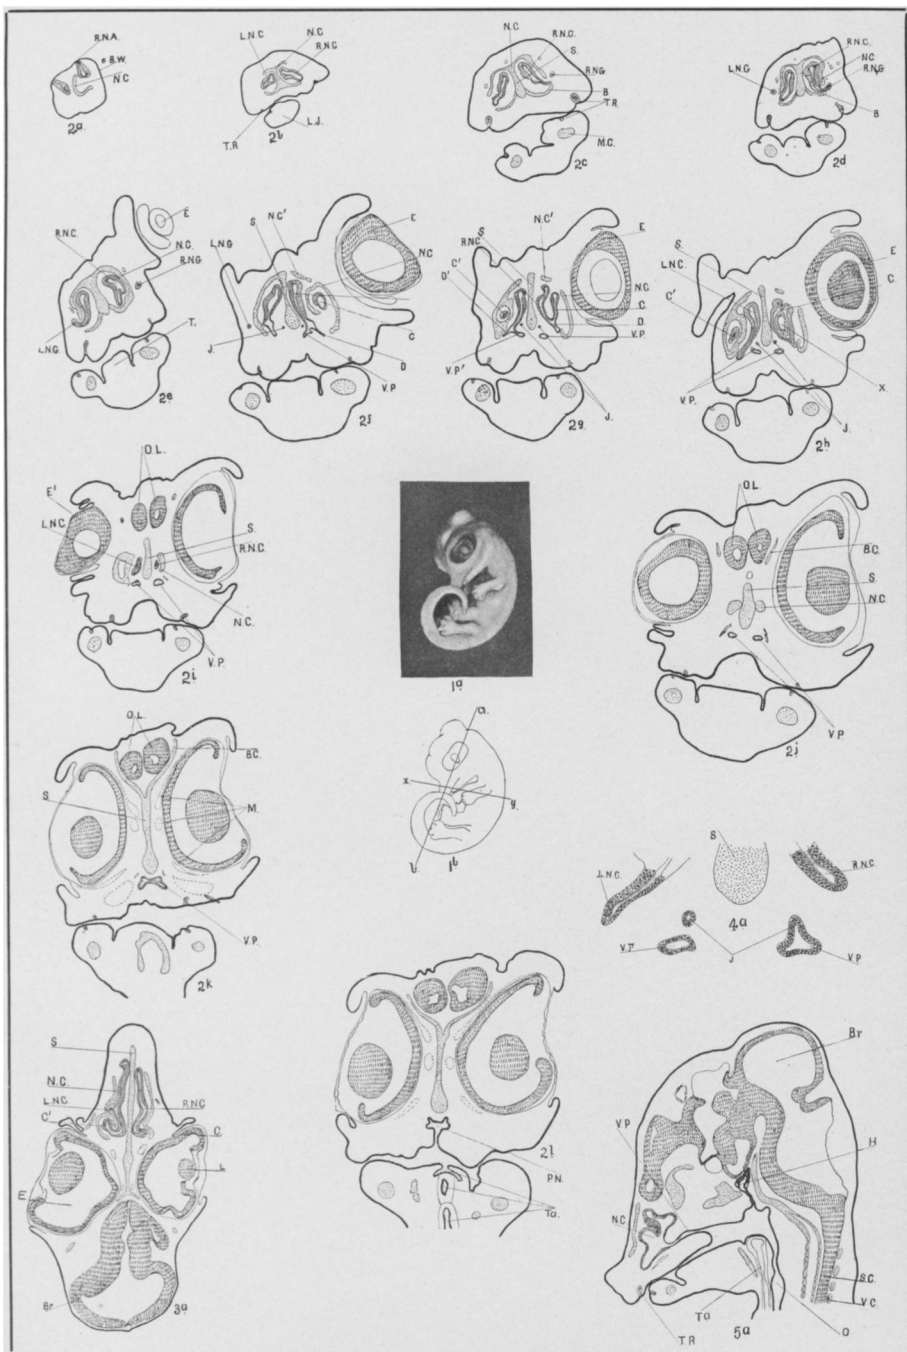 R.N.A.
B.W.
N.C
2a.
L.N.C
N.C
R.N.C
T.R
L.J.
2b
N.C
R.N.C.
S.
R.N.G.
B
T.R.
M.C.
2c
R.N.C.
N.C
R.N.G.
L.N.G.
B
2d
E
R.N.C.
N.C.
R.N.G
L.N.G.
T.
2e
N.C'
S.
E
L.N.G
N.C
C
J.
D
V.P
2f
N.C'
S.
E
R.N.C.
C'
D'
N.C.
C.
D.
V.P.
V.P.'
J.
2g.
S.
E
L.N.C.
C.
C'
X.
V.P.
J.
2h
O.L.
E'
L.N.C.
S.
R.N.C.
N.C.
V.P.
2i
1a
O.L.
B.C.
S.
N.C.
V.P.
2j
O.L.
B.C.
S
M.
V.P.
2k
a.
x
y.
b
1b
S
L.N.C.
R.N.C.
4a
V.P.
J
V.P
S
N.C.
L.N.C
R.N.C
C'
C
L
E
Br
3a
2l
P.N.
Ta.
Br
V.P
H
N.C
S.C.
V.C.
Ta
O
T.R
5a